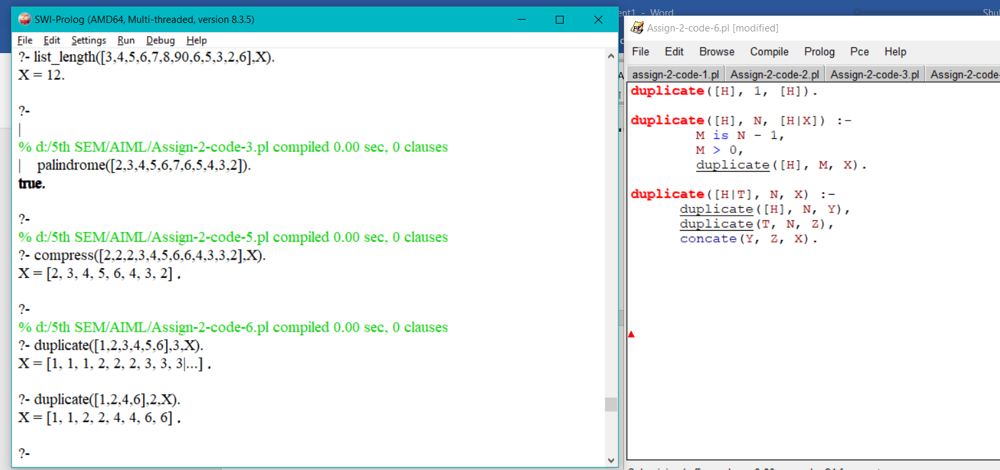 ent1 - Word
Shu
SWI-Prolog (AMD64, Multi-threaded, version 8.3.5)
File Edit Settings Run Debug Help
?- list_length([3,4,5,6,7,8,90,6,5,3,2,6],X).
X = 12.
?-
|
% d:/5th SEM/AIML/Assign-2-code-3.pl compiled 0.00 sec, 0 clauses
| palindrome([2,3,4,5,6,7,6,5,4,3,2]).
true.
?-
% d:/5th SEM/AIML/Assign-2-code-5.pl compiled 0.00 sec, 0 clauses
?- compress([2,2,2,3,4,5,6,6,4,3,3,2],X).
X = [2, 3, 4, 5, 6, 4, 3, 2] .
?-
% d:/5th SEM/AIML/Assign-2-code-6.pl compiled 0.00 sec, 0 clauses
?- duplicate([1,2,3,4,5,6],3,X).
X = [1, 1, 1, 2, 2, 2, 3, 3, 3|...] .
?- duplicate([1,2,4,6],2,X).
X = [1, 1, 2, 2, 4, 4, 6, 6] .
?-
Assign-2-code-6.pl [modified]
File Edit Browse Compile Prolog Pce Help
assign-2-code-1.pl Assign-2-code-2.pl Assign-2-code-3.pl Assign-2-code-
duplicate([H], 1, [H]).
duplicate([H], N, [H|X]) :-
M is N - 1,
M > 0,
duplicate([H], M, X).
duplicate([H|T], N, X) :-
duplicate([H], N, Y),
duplicate(T, N, Z),
concate(Y, Z, X).